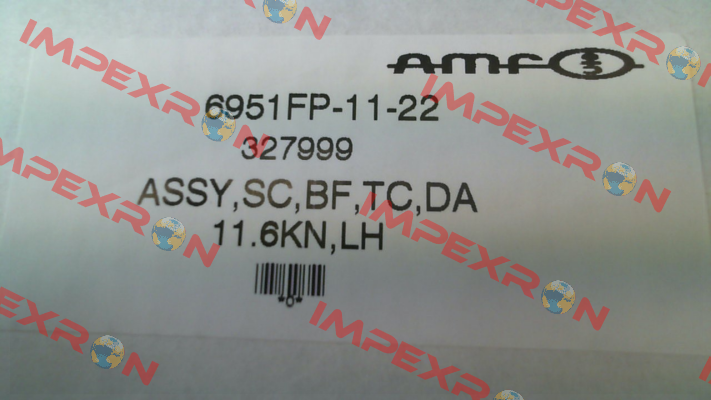 AMF
6951FP-11-22
327999
ASSY,SC,BF,TC,DA
11.6KN,LH
-0-
IMPEXRON
IMPEXRON
IMPEXRON
IMPEXRON
IMPEXRON
IMPEXRON
IMPEXRON
IMPEXRON